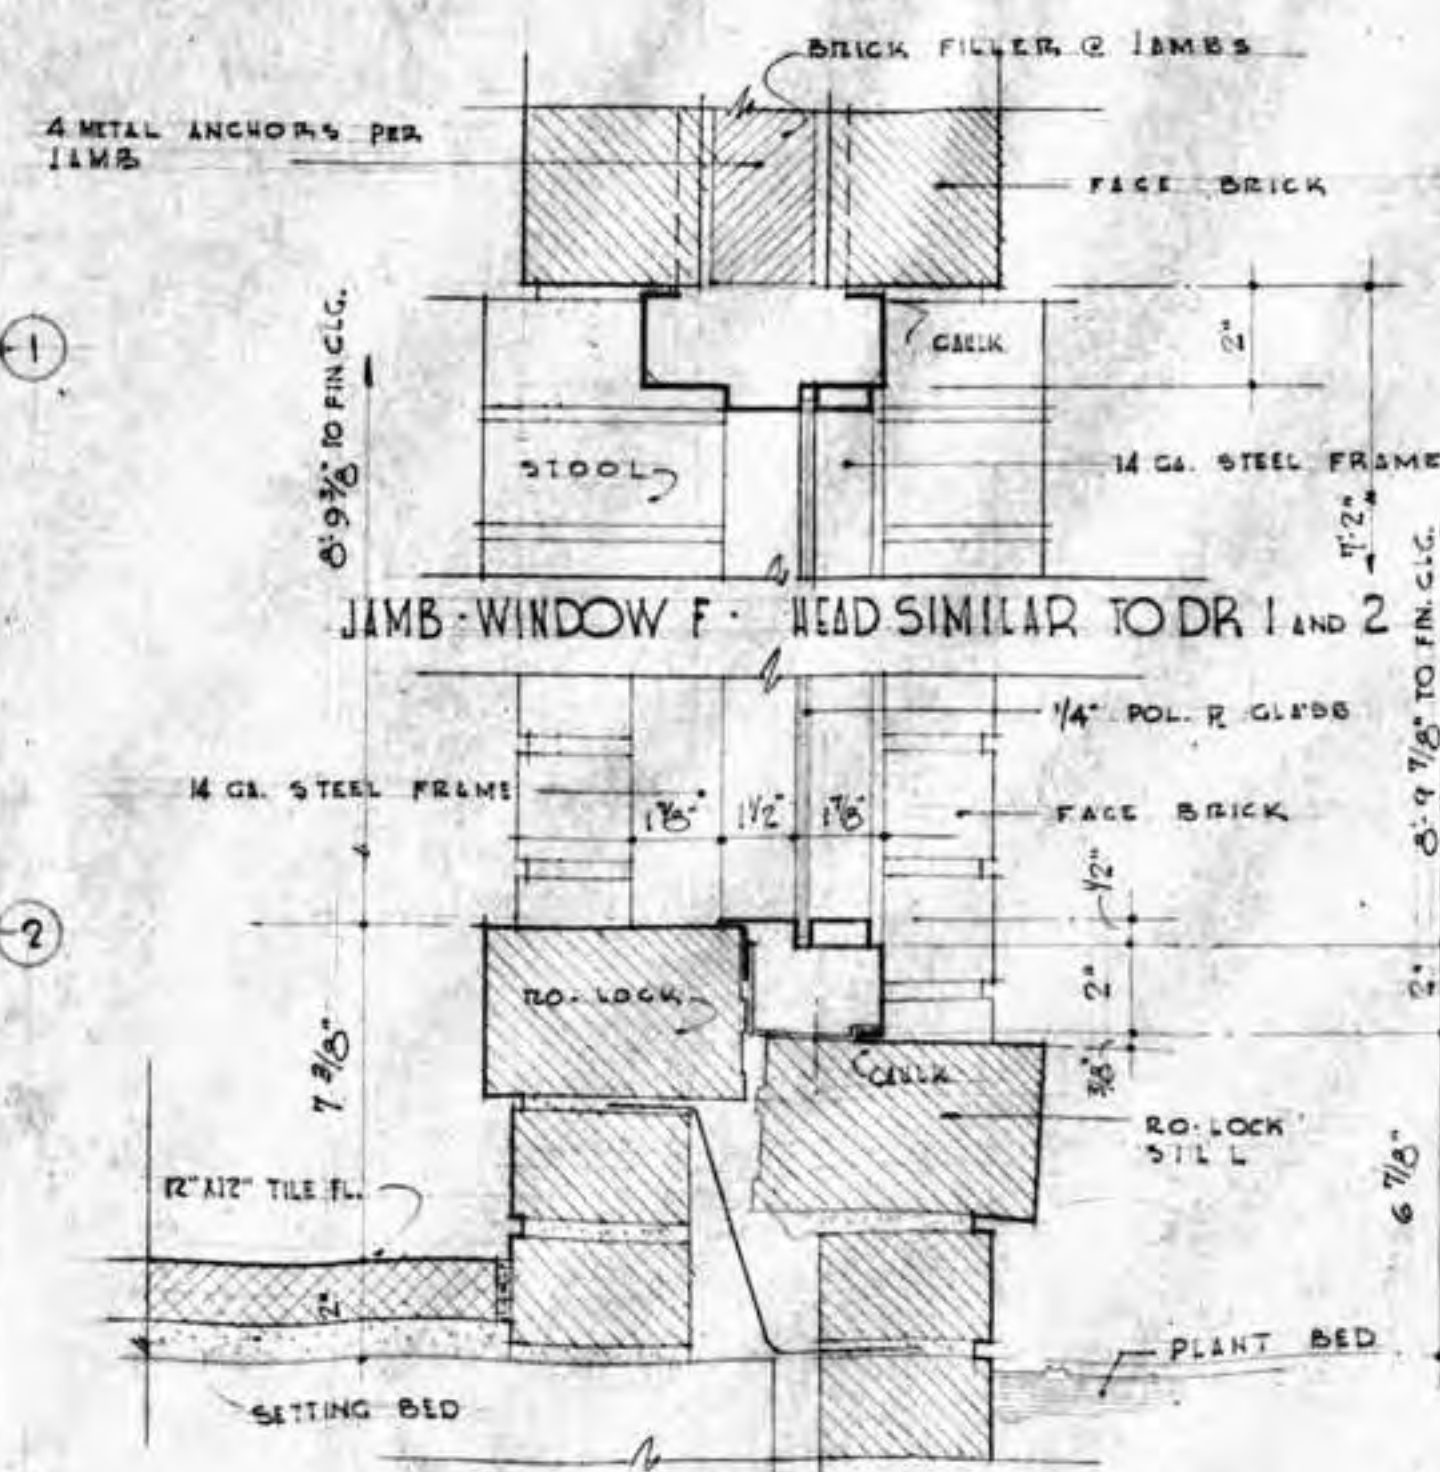 BRICK FILLER @ JAMBS
4 METAL ANCHORS PER
JAMB
FACE BRICK
1
CAULK
2"
8'-9 3/8" TO FIN. CLG.
STOOL
14 GA. STEEL FRAME
7'-2"
JAMB - WINDOW F - HEAD SIMILAR TO DR 1 AND 2
8'-9 7/8" TO FIN. CLG.
1/4" POL. PL GLASS
14 GA. STEEL FRAME
1 7/8" 1 1/2" 1 7/8"
FACE BRICK
1/2"
2
RO-LOCK
2"
2"
CAULK
3/8"
7 3/8"
RO-LOCK
SILL
6 7/8"
12" X 12" TILE FL.
2"
PLANT BED
SETTING BED